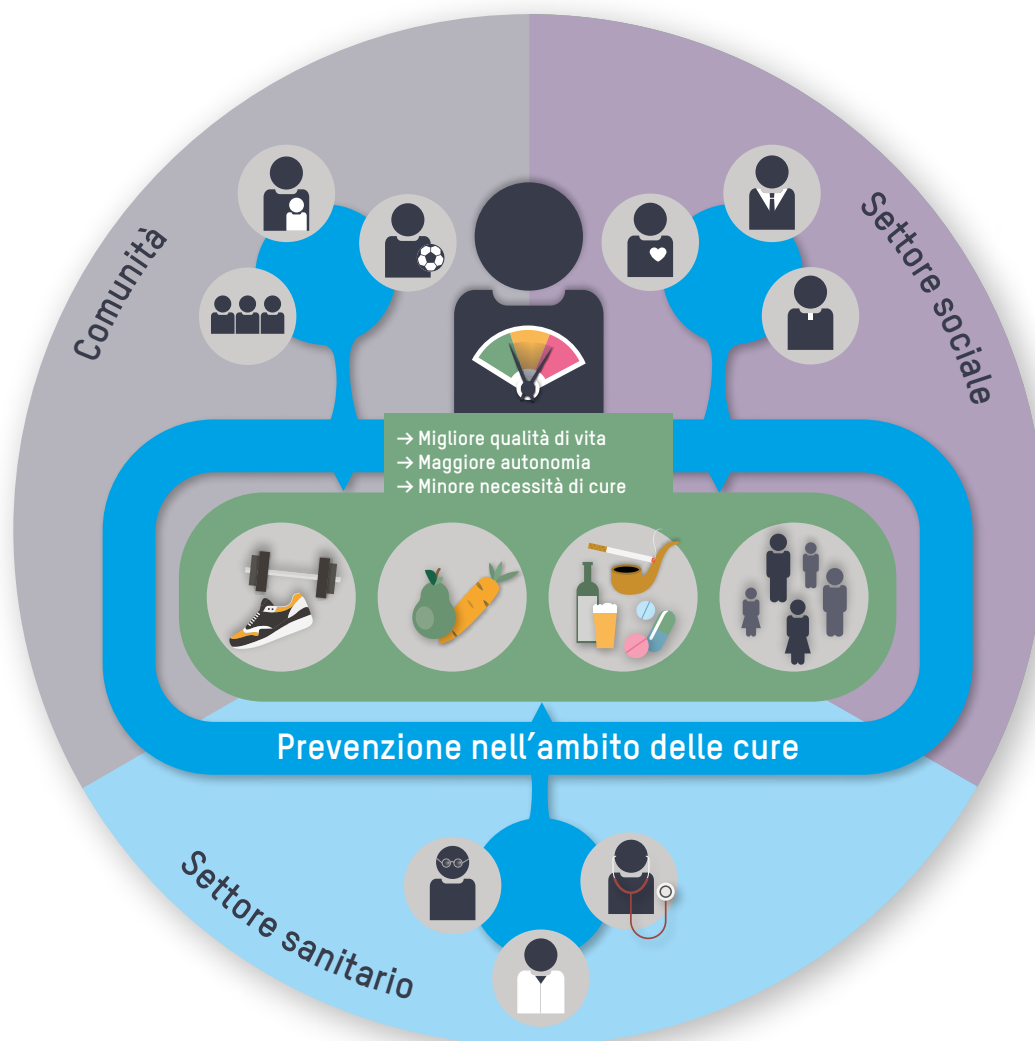 Comunità
Settore sociale
→ Migliore qualità di vita
→ Maggiore autonomia
→ Minore necessità di cure
Prevenzione nell´ambito delle cure
Settore sanitario